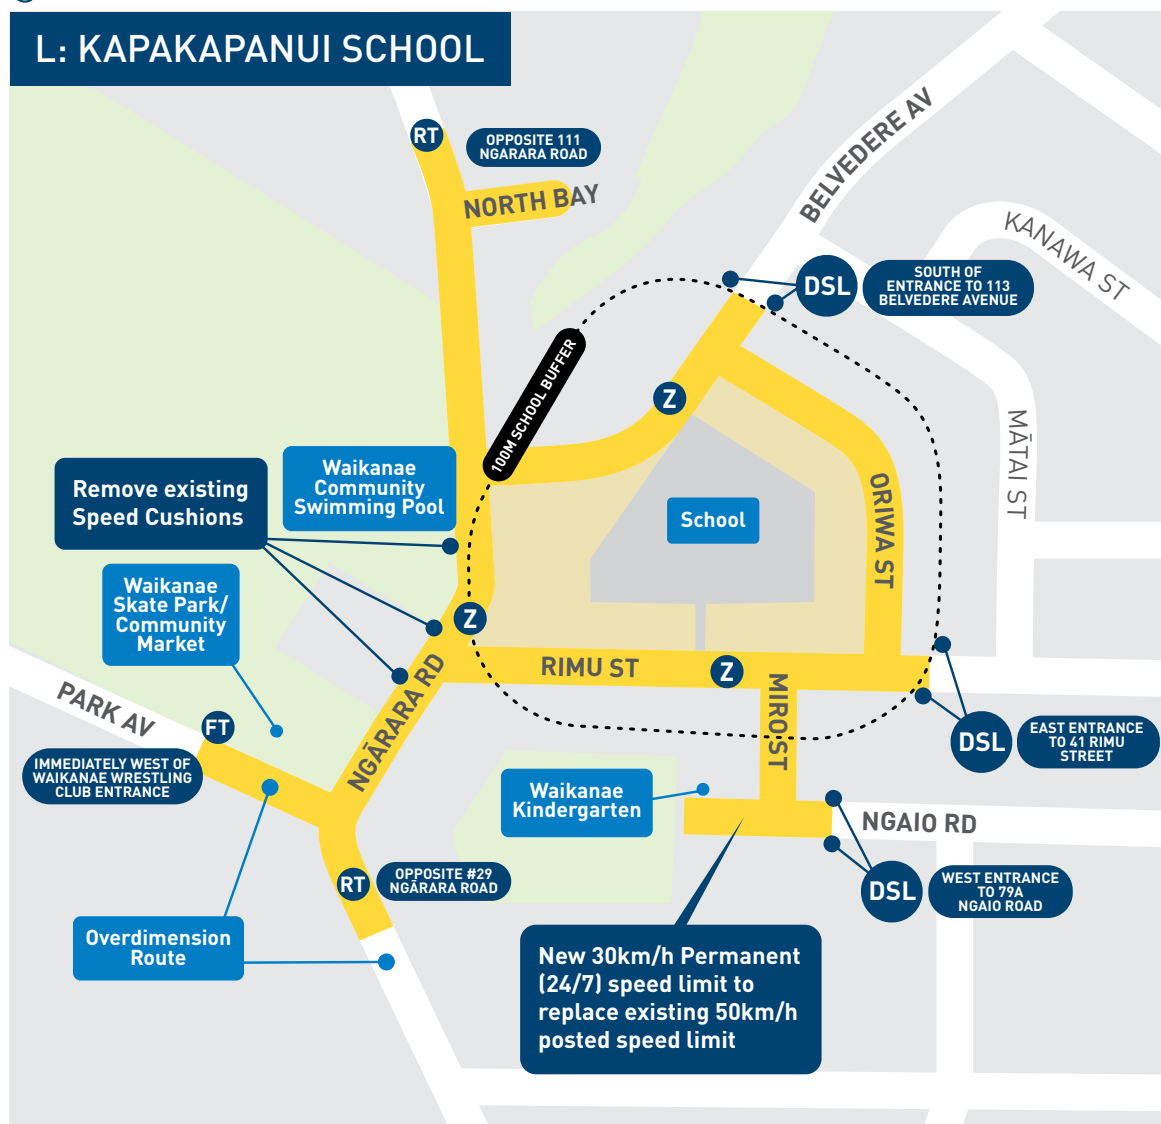 L: KAPAKAPANUI SCHOOL
RT
OPPOSITE 111
NGARARA ROAD
NORTH BAY
BELVEDERE AV
KANAWA ST
DSL
SOUTH OF
ENTRANCE TO 113
BELVEDERE AVENUE
100M SCHOOL BUFFER
Z
MĀTAI ST
Remove existing
Speed Cushions
Waikanae
Community
Swimming Pool
School
ORIWA ST
Waikanae
Skate Park/
Community
Market
Z
RIMU ST
Z
PARK AV
NGĀRARA RD
MIRO ST
FT
IMMEDIATELY WEST OF
WAIKANAE WRESTLING
CLUB ENTRANCE
DSL
EAST ENTRANCE
TO 41 RIMU
STREET
Waikanae
Kindergarten
NGAIO RD
RT
OPPOSITE #29
NGĀRARA ROAD
DSL
WEST ENTRANCE
TO 79A
NGAIO ROAD
Overdimension
Route
New 30km/h Permanent
(24/7) speed limit to
replace existing 50km/h
posted speed limit